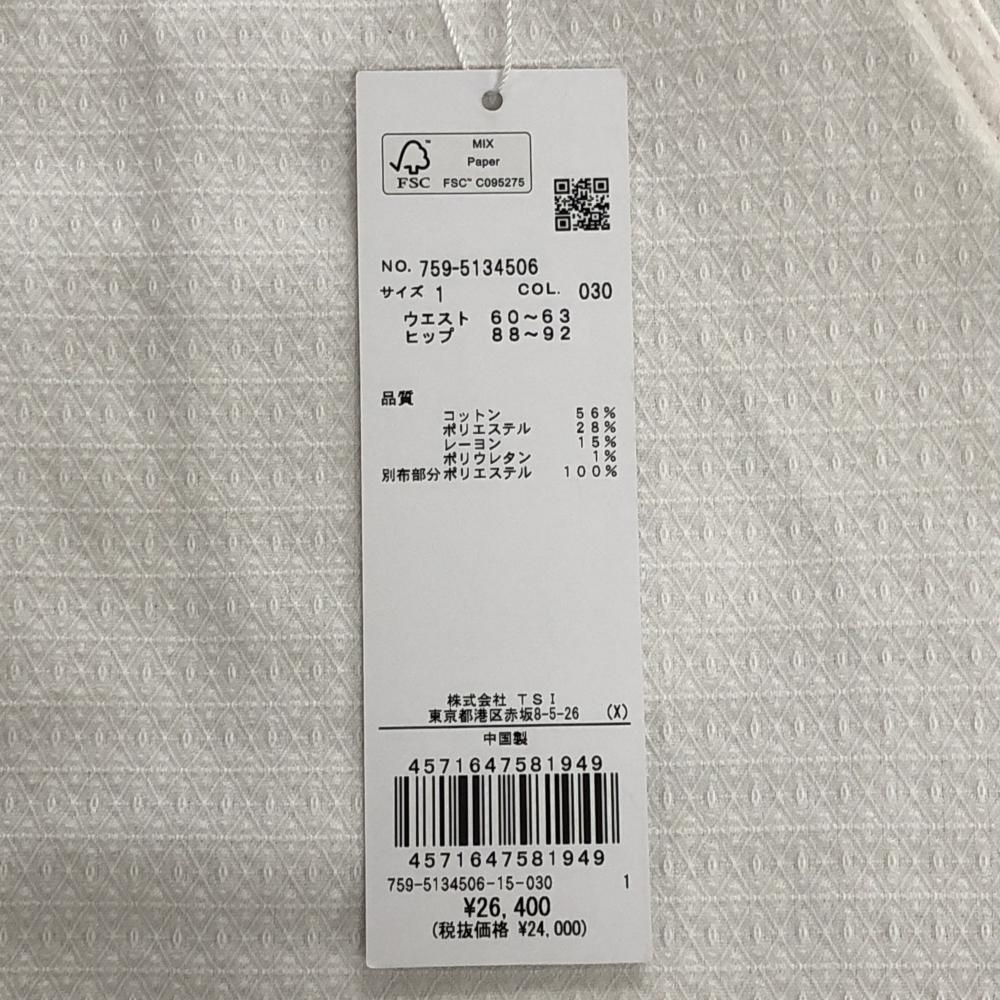 MIX
Paper
FSC™ C095275
FSC
NO. 759-5134506
サイズ 1 COL. 030
ウエスト 60～63
ヒップ 88～92
品質
コットン 56%
ポリエステル 28%
レーヨン 15%
ポリウレタン 1%
別布部分ポリエステル 100%
株式会社 TSI
東京都港区赤坂8-5-26 (X)
中国製
4571647581949
4571647581949
759-5134506-15-030 1
¥26,400
(税抜価格 ¥24,000)